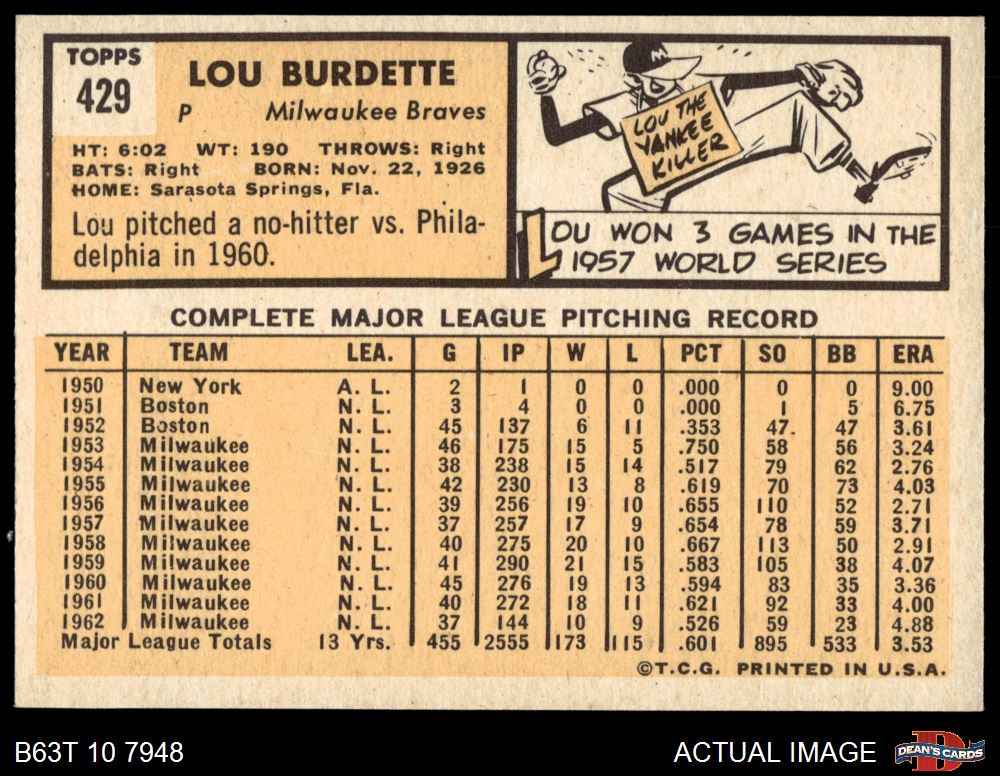 TOPPS
429
LOU BURDETTE
P Milwaukee Braves
HT: 6:02 WT: 190 THROWS: Right
BATS: Right BORN: Nov. 22, 1926
HOME: Sarasota Springs, Fla.
Lou pitched a no-hitter vs. Phila-
delphia in 1960.
M
LOU THE
YANKEE
KILLER
LOU WON 3 GAMES IN THE
1957 WORLD SERIES
COMPLETE MAJOR LEAGUE PITCHING RECORD
YEAR TEAM LEA. G IP W L PCT SO BB ERA
1950 New York A. L. 2 1 0 0 .000 0 0 9.00
1951 Boston N. L. 3 4 0 0 .000 1 5 6.75
1952 Boston N. L. 45 137 6 11 .353 47 47 3.61
1953 Milwaukee N. L. 46 175 15 5 .750 58 56 3.24
1954 Milwaukee N. L. 38 238 15 14 .517 79 62 2.76
1955 Milwaukee N. L. 42 230 13 8 .619 70 73 4.03
1956 Milwaukee N. L. 39 256 19 10 .655 110 52 2.71
1957 Milwaukee N. L. 37 257 17 9 .654 78 59 3.71
1958 Milwaukee N. L. 40 275 20 10 .667 113 50 2.91
1959 Milwaukee N. L. 41 290 21 15 .583 105 38 4.07
1960 Milwaukee N. L. 45 276 19 13 .594 83 35 3.36
1961 Milwaukee N. L. 40 272 18 11 .621 92 33 4.00
1962 Milwaukee N. L. 37 144 10 9 .526 59 23 4.88
Major League Totals 13 Yrs. 455 2555 173 115 .601 895 533 3.53
©T.C.G. PRINTED IN U.S.A.
B63T 10 7948
ACTUAL IMAGE
D
DEAN'S CARDS